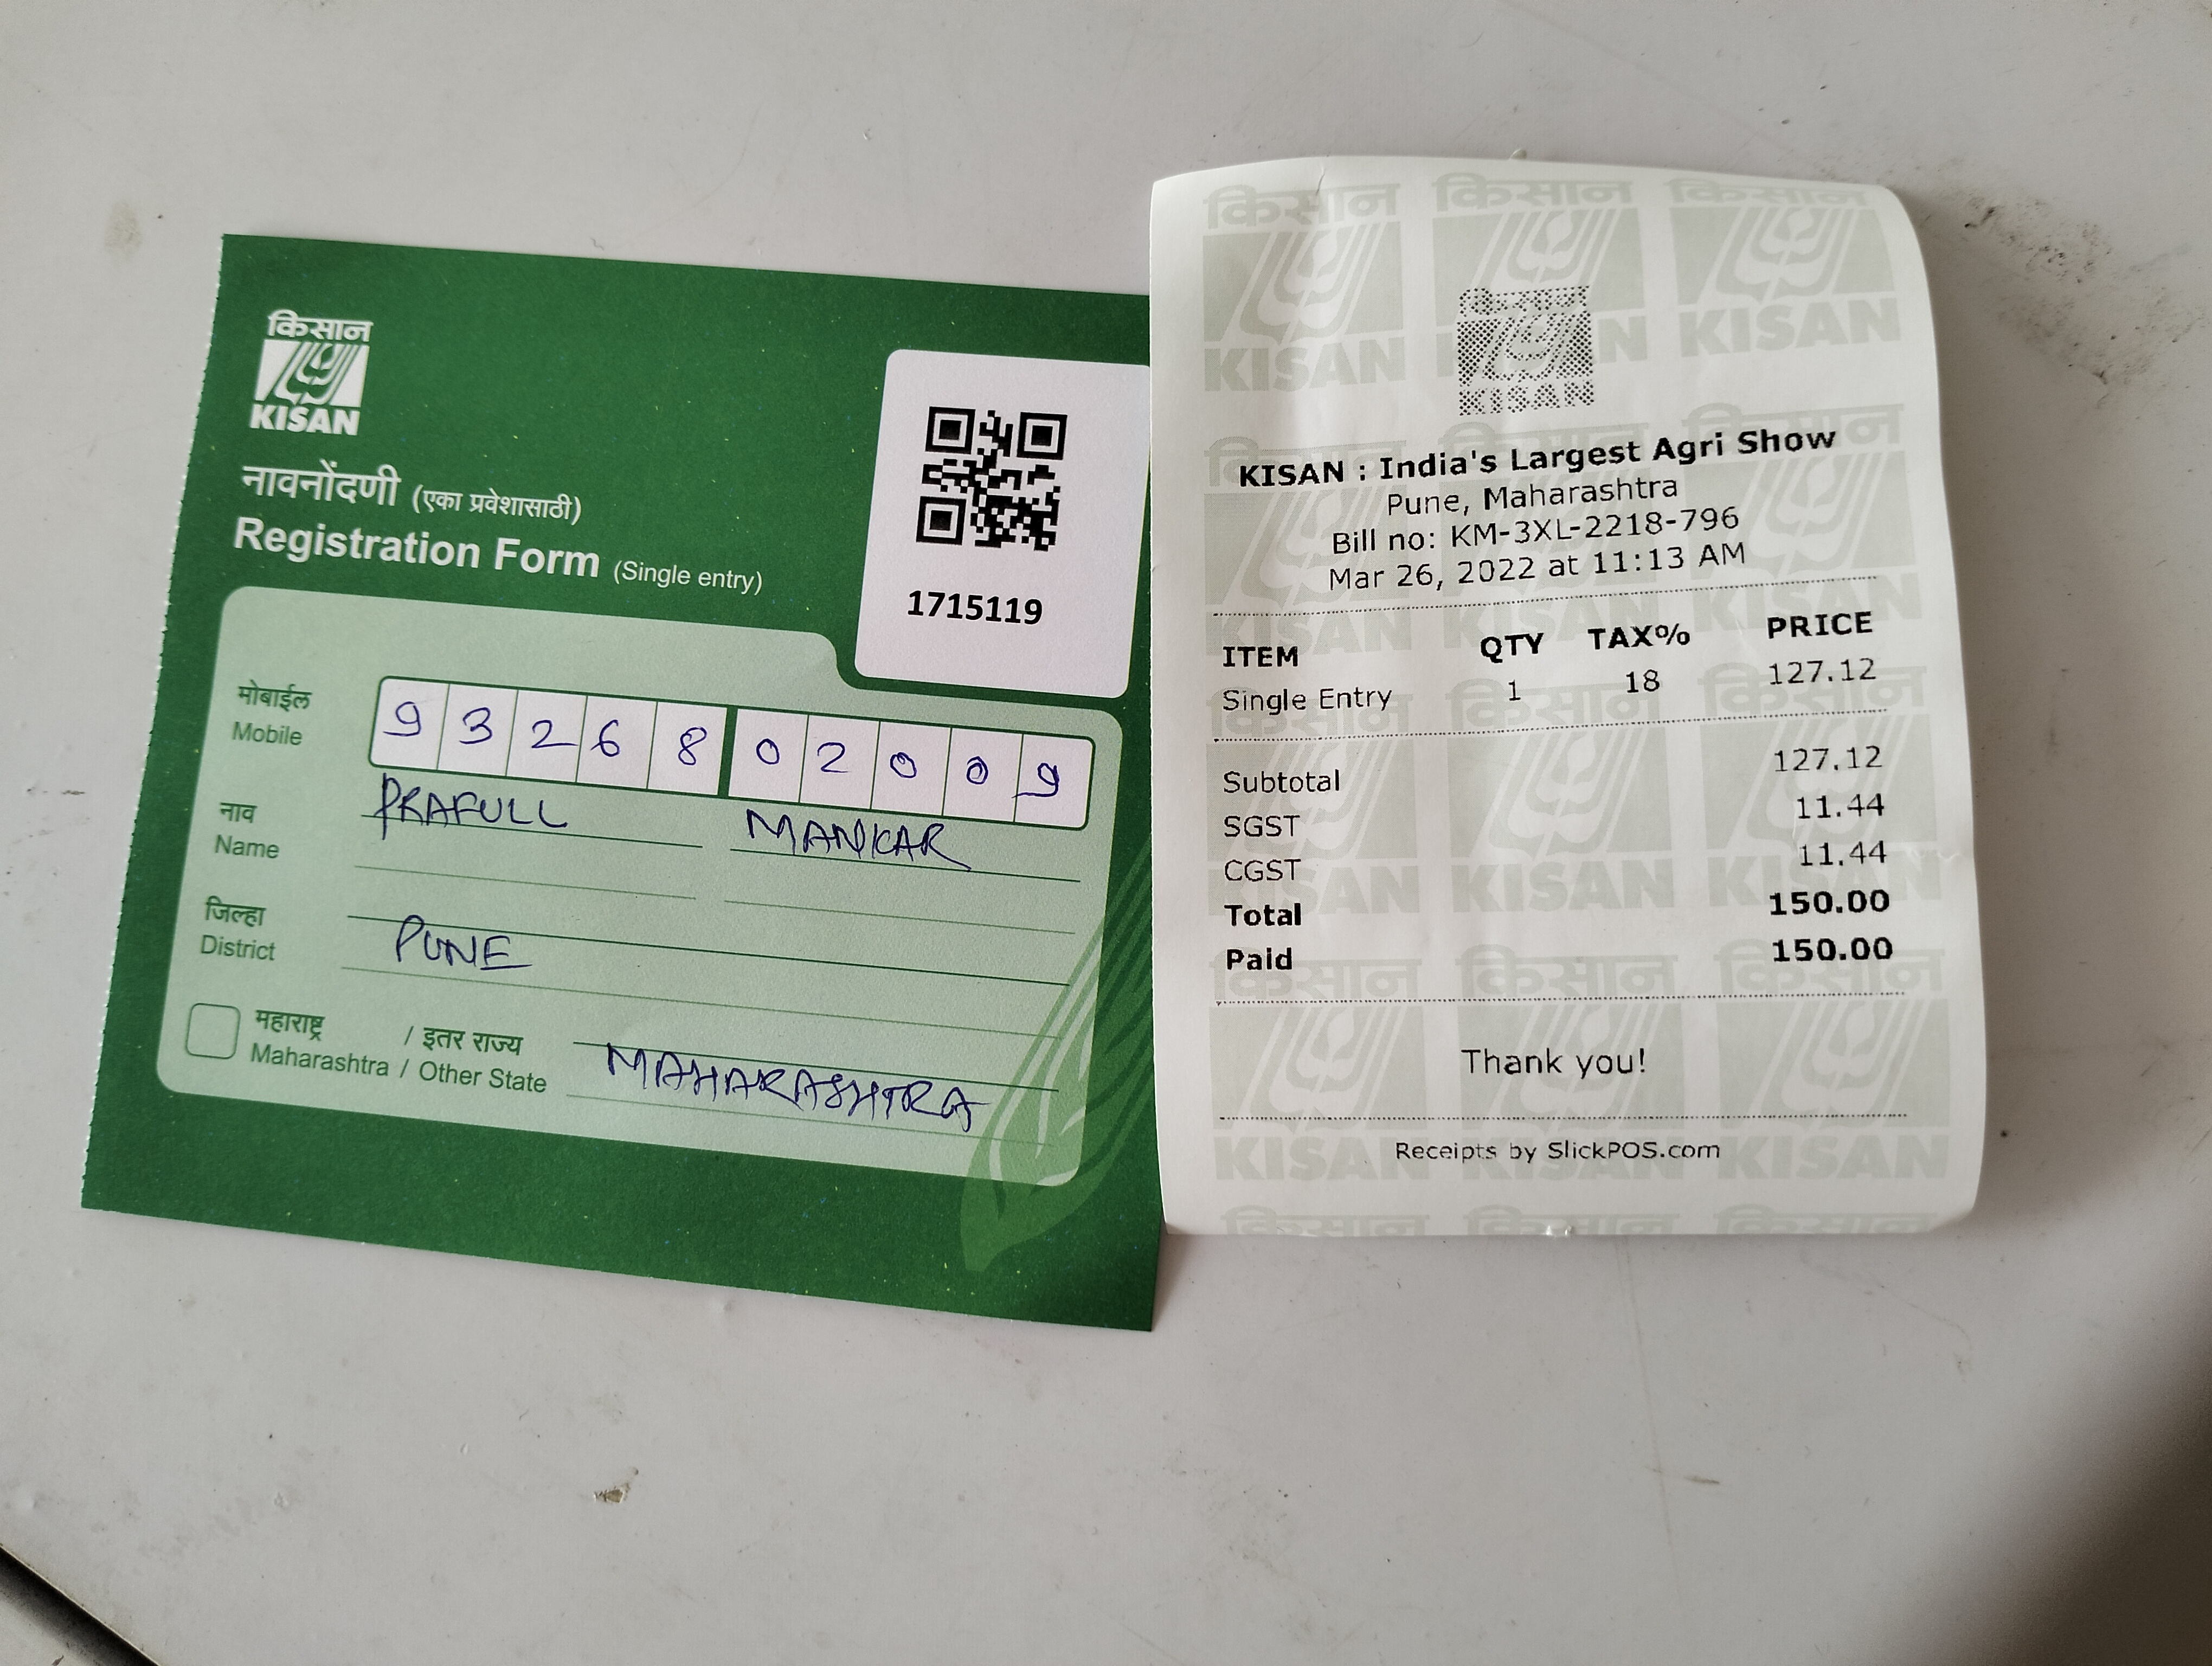 किसान
KISAN
नावनोंदणी (एका प्रवेशासाठी)
Registration Form (Single entry)
1715119
मोबाईल
Mobile
9 3 2 6 8 0 2 0 0 9
नाव
Name
PRAFULL MANKAR
जिल्हा
District
PUNE
महाराष्ट्र / इतर राज्य
Maharashtra / Other State
MAHARASHTRA
किसान किसान किसान
KISAN KISAN KISAN
किसान
KISAN
KISAN : India's Largest Agri Show
Pune, Maharashtra
Bill no: KM-3XL-2218-796
Mar 26, 2022 at 11:13 AM
ITEM QTY TAX% PRICE
Single Entry 1 18 127.12
Subtotal 127.12
SGST 11.44
CGST 11.44
Total 150.00
Paid 150.00
Thank you!
Receipts by SlickPOS.com